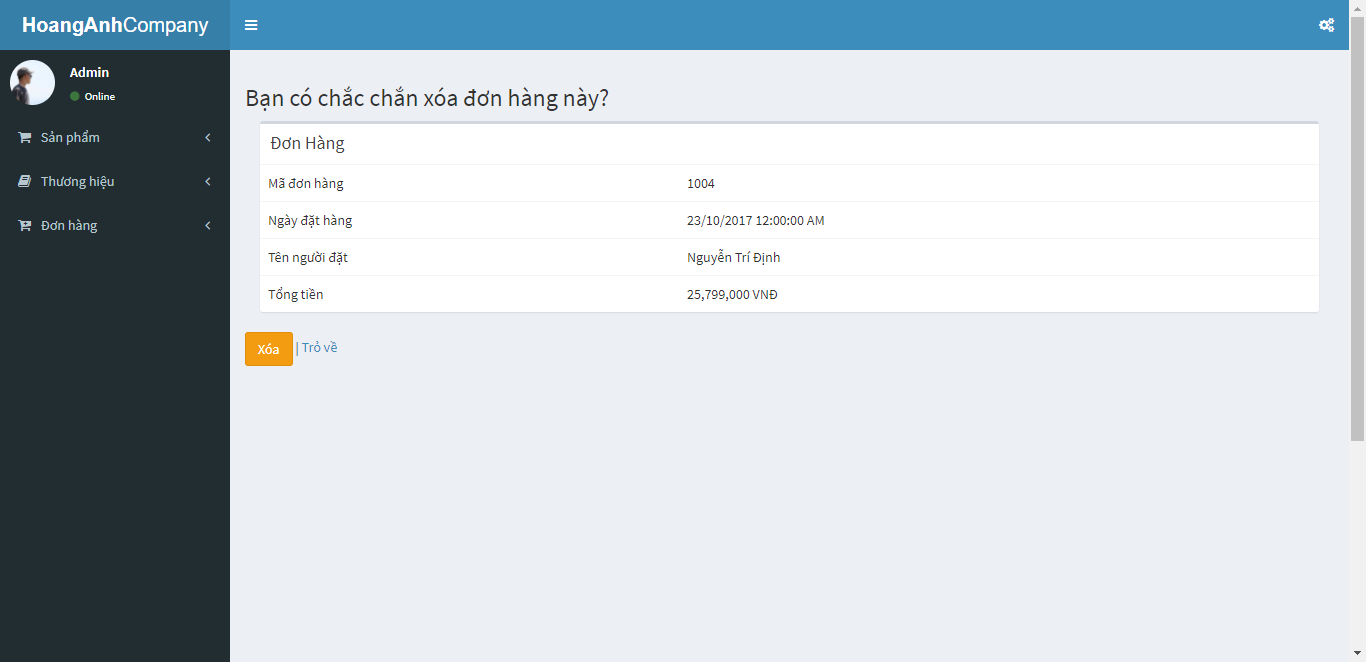 HoangAnhCompany
Admin
Online
Sản phẩm
Thương hiệu
Đơn hàng
Bạn có chắc chắn xóa đơn hàng này?
Đơn Hàng
Mã đơn hàng 1004
Ngày đặt hàng 23/10/2017 12:00:00 AM
Tên người đặt Nguyễn Trí Định
Tổng tiền 25,799,000 VNĐ
Xóa | Trỏ về